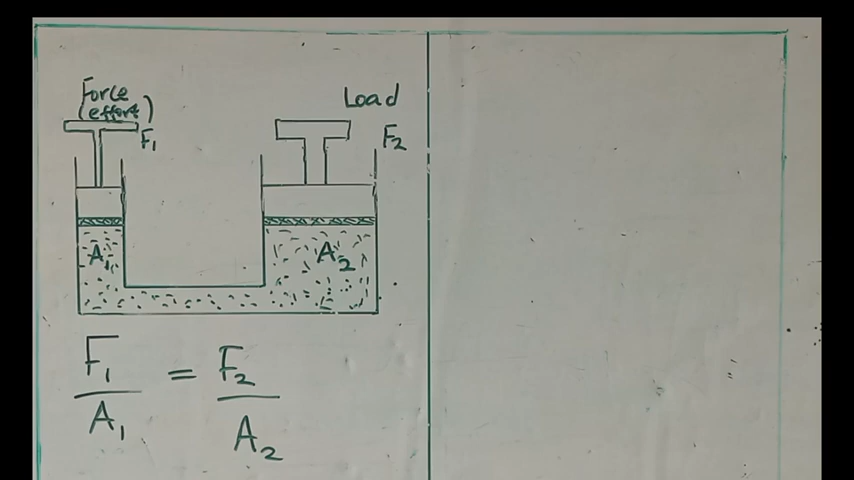 Force
(effort)
Load
F₁
F₂
A₁
A₂
F₁ = F₂
A₁ A₂